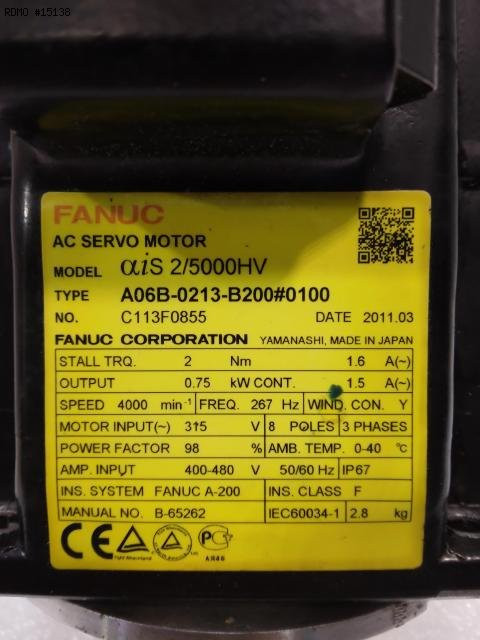 RDMO #15138
FANUC
AC SERVO MOTOR
MODEL αiS 2/5000HV
TYPE A06B-0213-B200#0100
NO. C113F0855 DATE 2011.03
FANUC CORPORATION YAMANASHI, MADE IN JAPAN
STALL TRQ. 2 Nm 1.6 A(~)
OUTPUT 0.75 kW CONT. 1.5 A(~)
SPEED 4000 min⁻¹ FREQ. 267 Hz WIND. CON. Y
MOTOR INPUT(~) 315 V 8 POLES 3 PHASES
POWER FACTOR 98 % AMB. TEMP. 0-40 °C
AMP. INPUT 400-480 V 50/60 Hz IP67
INS. SYSTEM FANUC A-200 INS. CLASS F
MANUAL NO. B-65262 IEC60034-1 2.8 kg
CE TÜV Rheinland PC
AR46